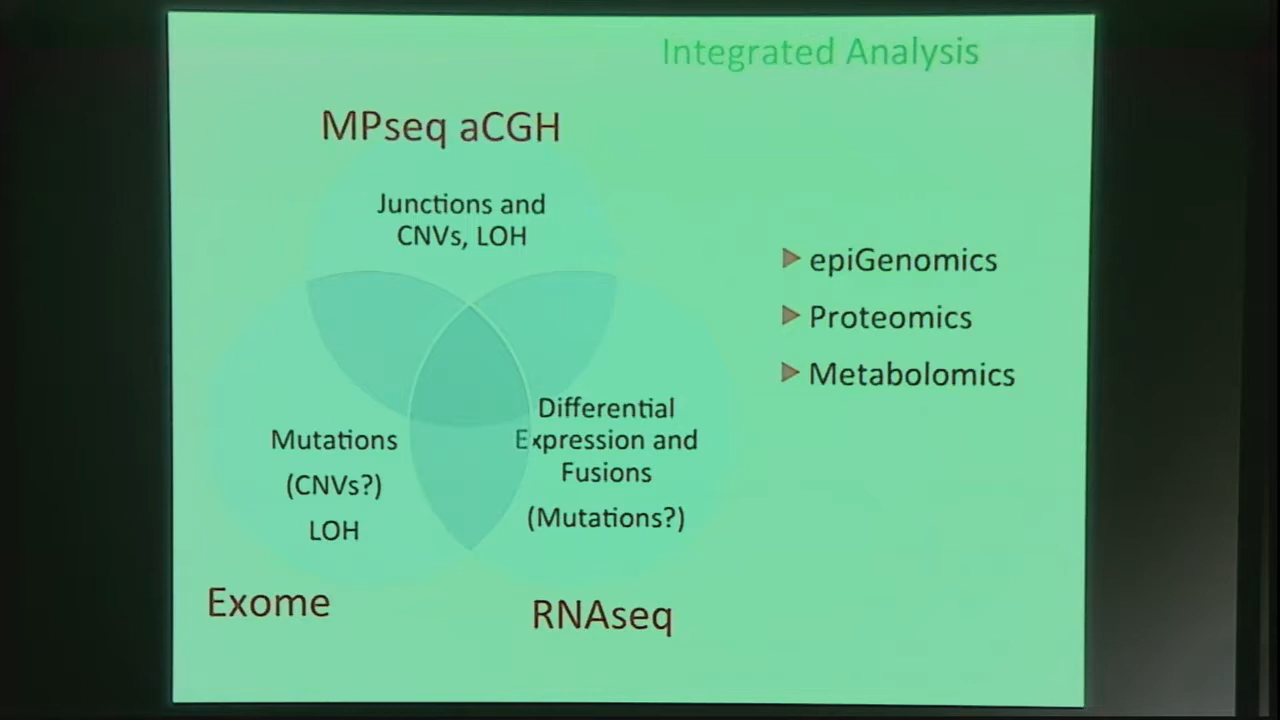 Integrated Analysis
MPseq aCGH
Junctions and
CNVs, LOH
Mutations
(CNVs?)
LOH
Differential
Expression and
Fusions
(Mutations?)
Exome
RNAseq
epiGenomics
Proteomics
Metabolomics